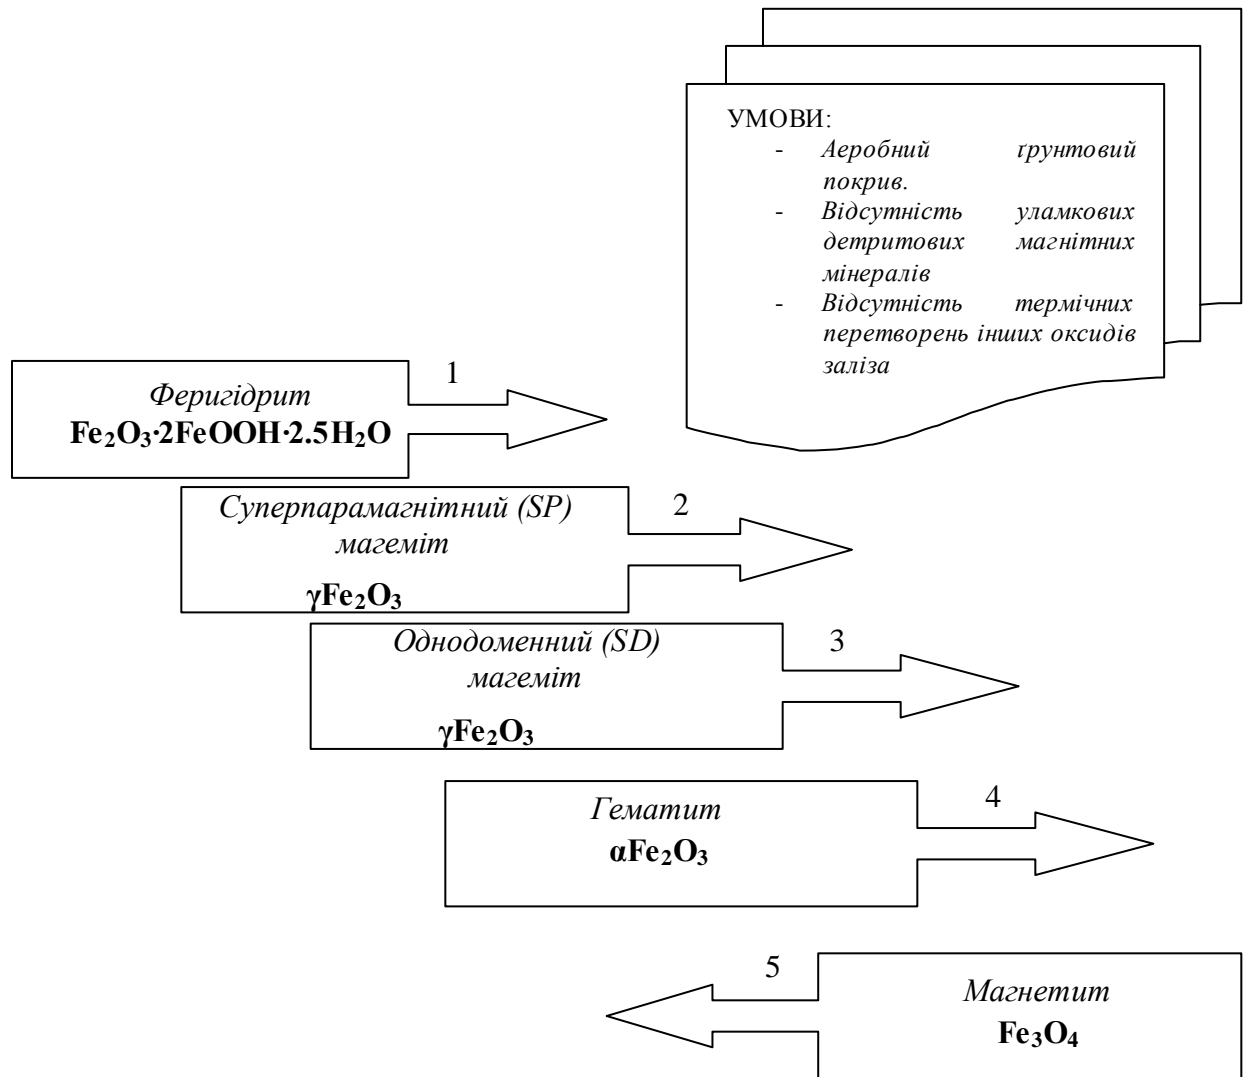 УМОВИ:
- Аеробний ґрунтовий
покрив.
- Відсутність уламкових
детритових магнітних
мінералів
- Відсутність термічних
перетворень інших оксидів
заліза
1
Феригідрит
Fe₂O₃·2FeOOH·2.5H₂O
2
Суперпарамагнітний (SP)
магеміт
γFe₂O₃
3
Однодоменний (SD)
магеміт
γFe₂O₃
4
Гематит
αFe₂O₃
5
Магнетит
Fe₃O₄